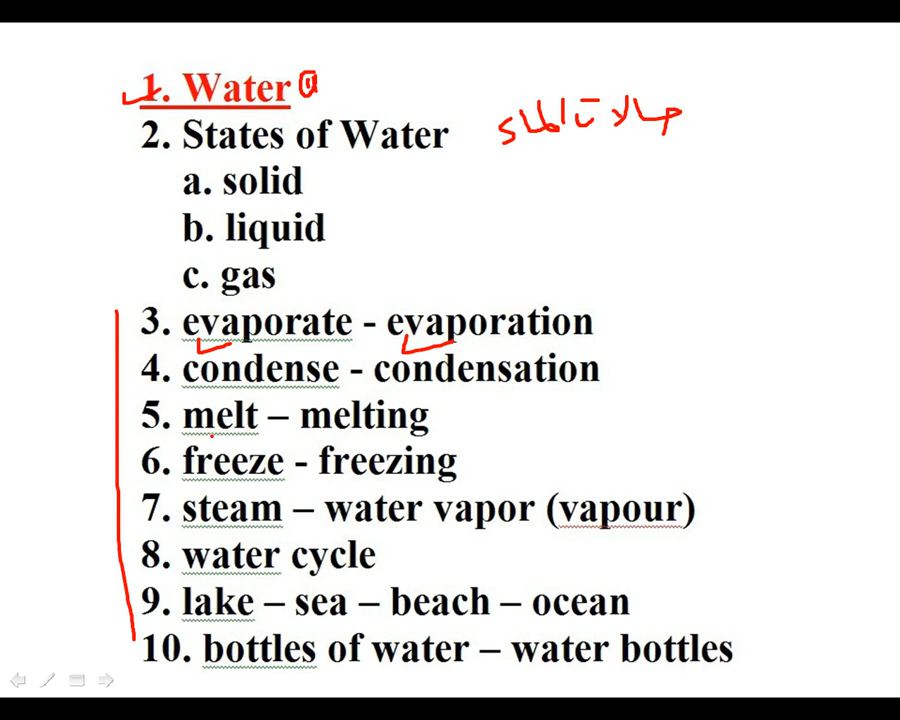 1. Water
2. States of Water
a. solid
b. liquid
c. gas
3. evaporate - evaporation
4. condense - condensation
5. melt – melting
6. freeze - freezing
7. steam – water vapor (vapour)
8. water cycle
9. lake – sea – beach – ocean
10. bottles of water – water bottles